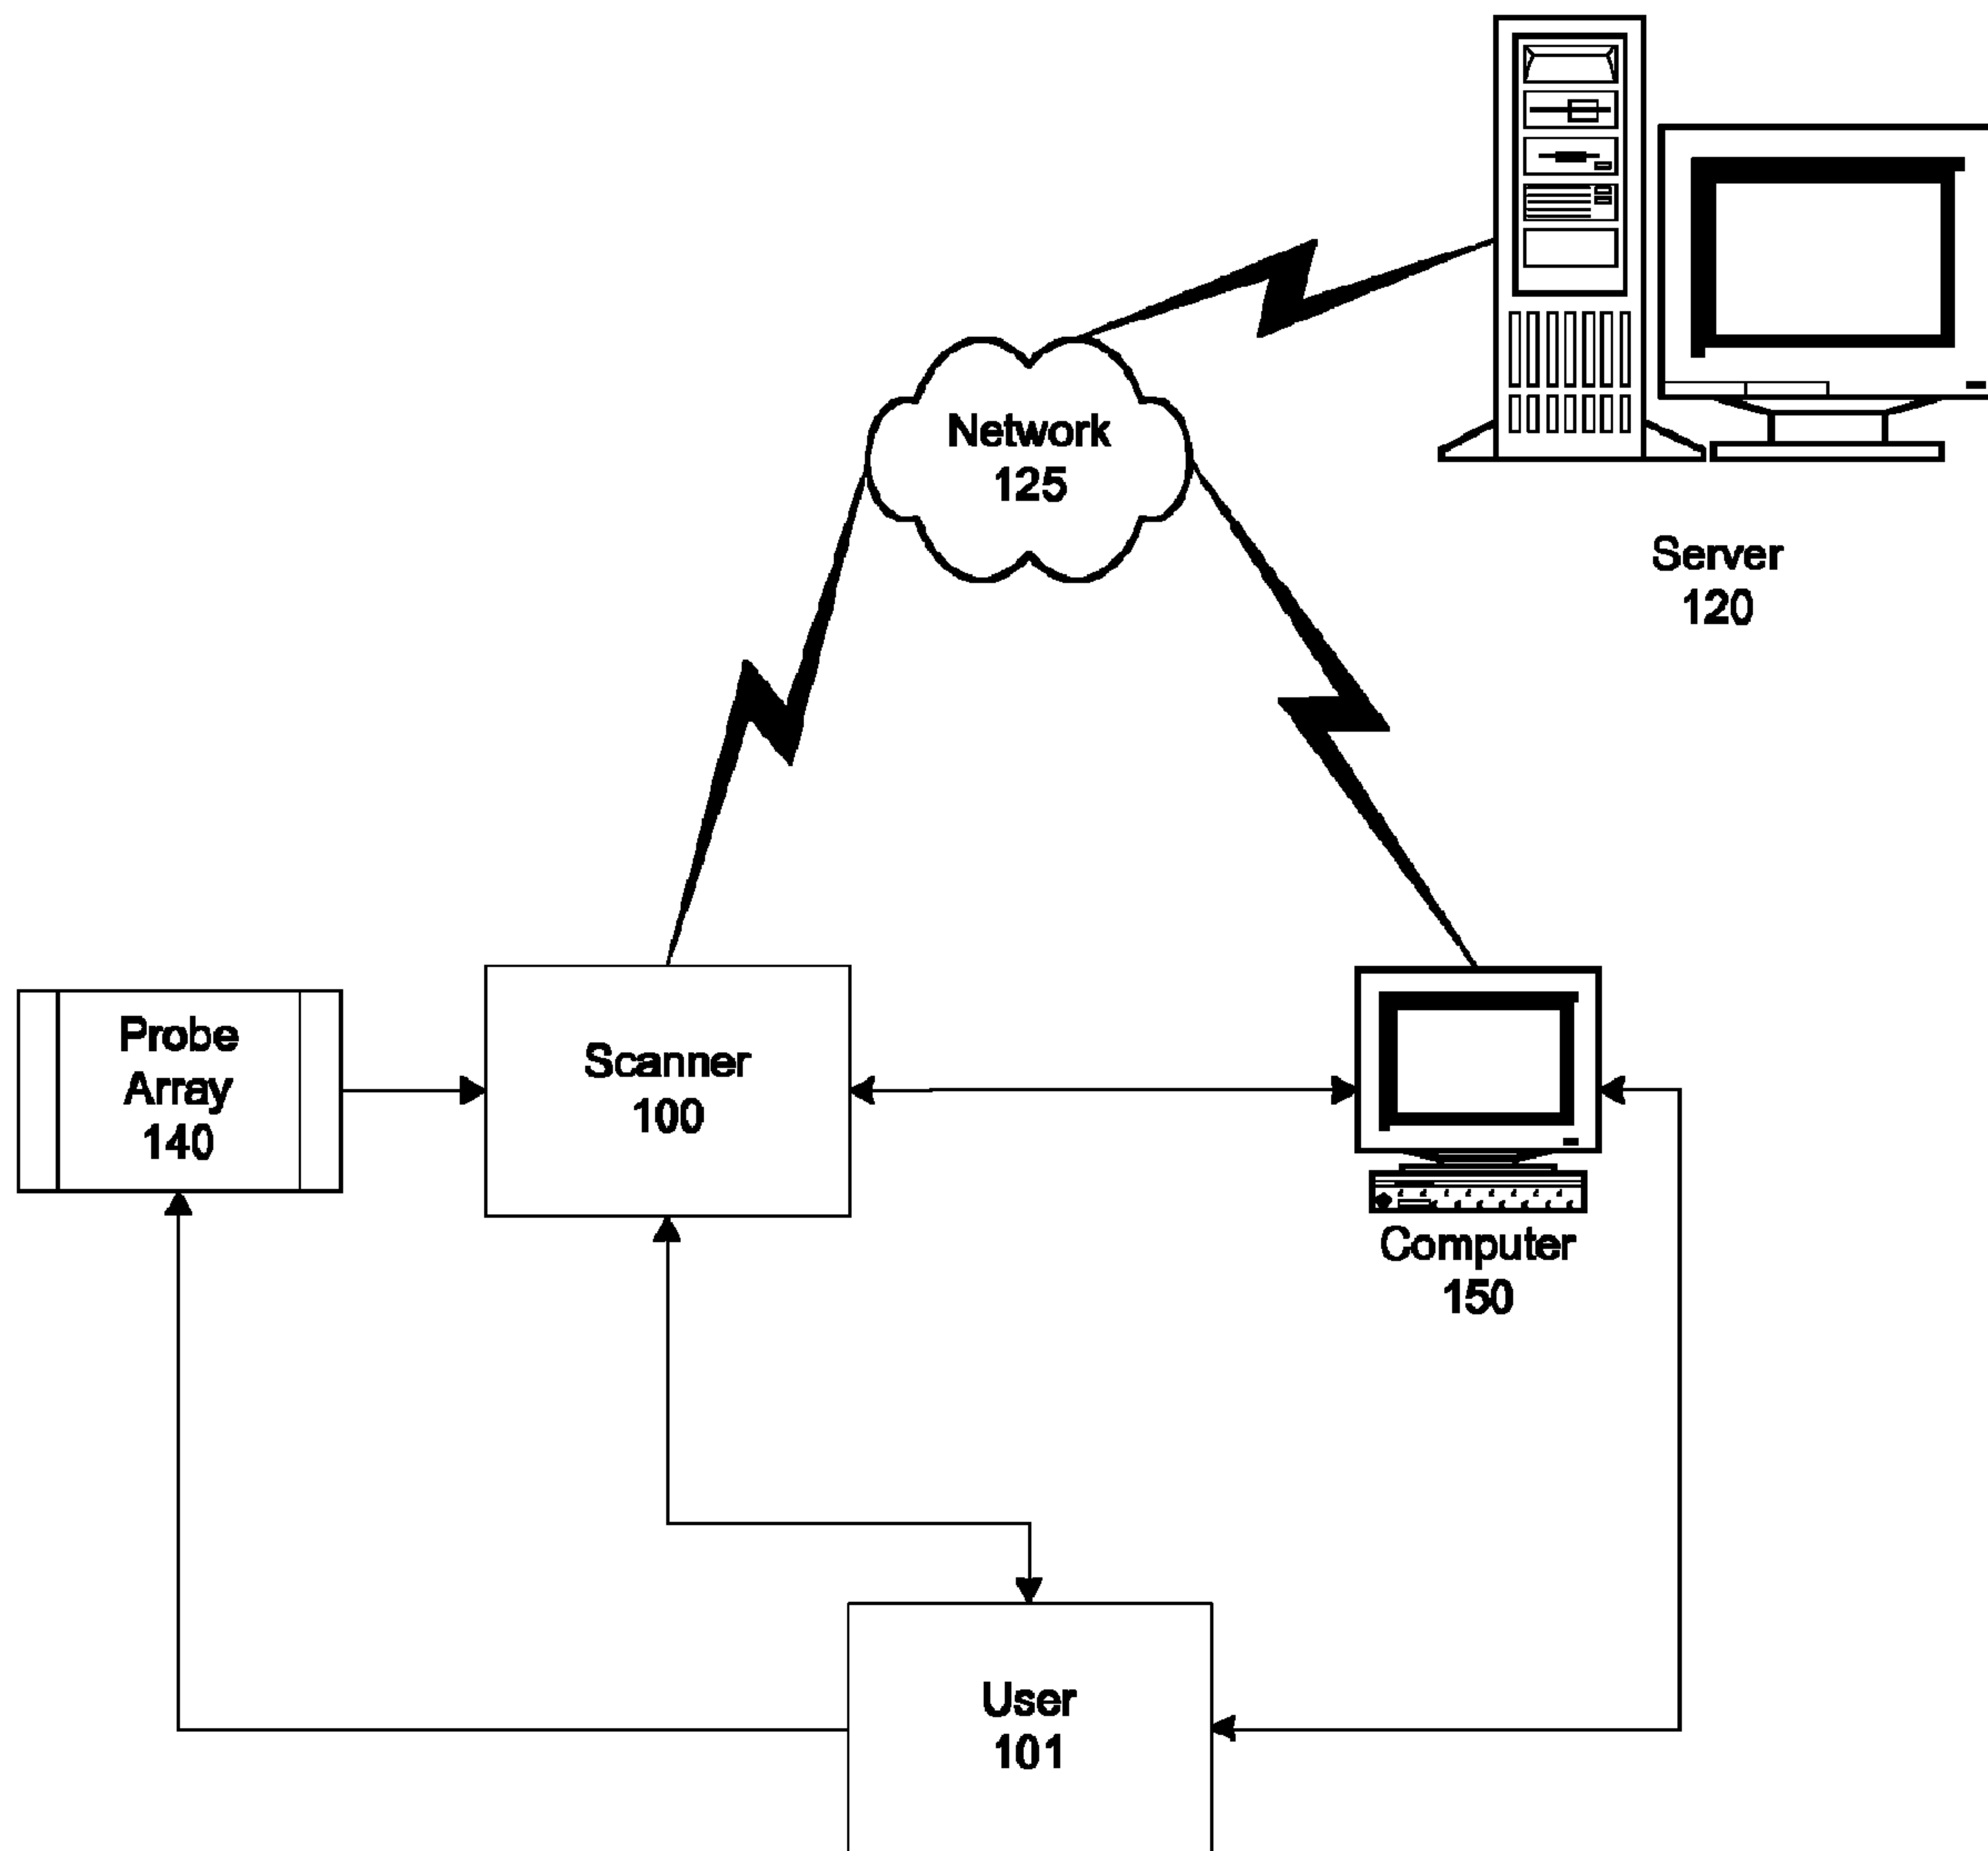 Network
125
Server
120
Probe
Array
140
Scanner
100
Computer
150
User
101